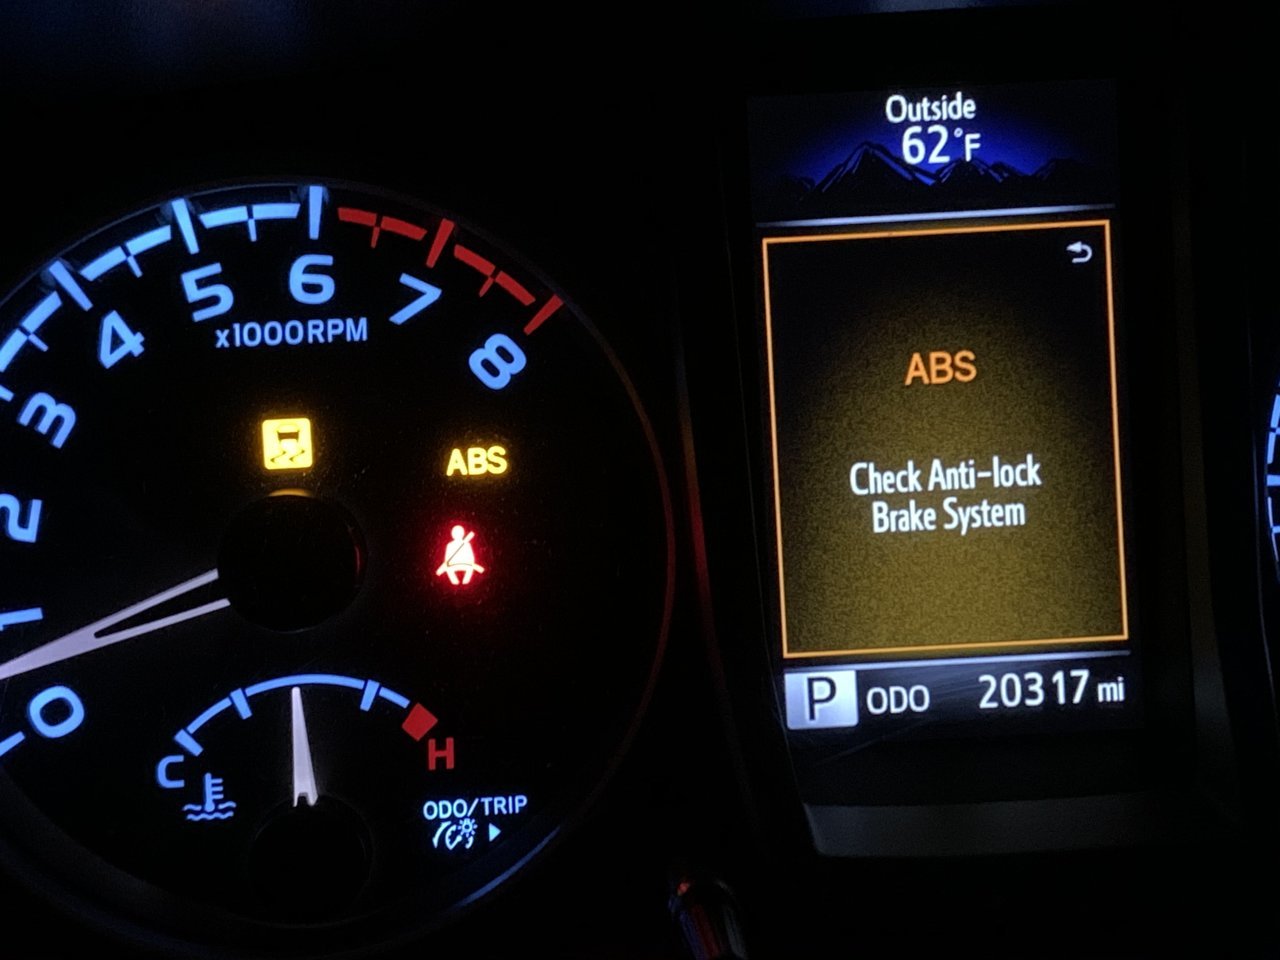 Outside
62°F
4
5
6
7
8
x1000RPM
3
ABS
ABS
2
Check Anti-lock
Brake System
1
0
P ODO 20317 mi
C
H
ODO/TRIP